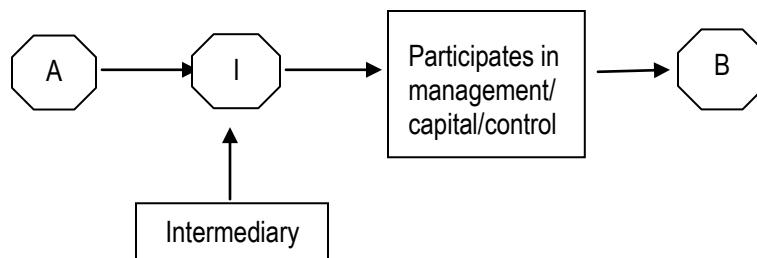 A
I
Participates in
management/
capital/control
B
Intermediary